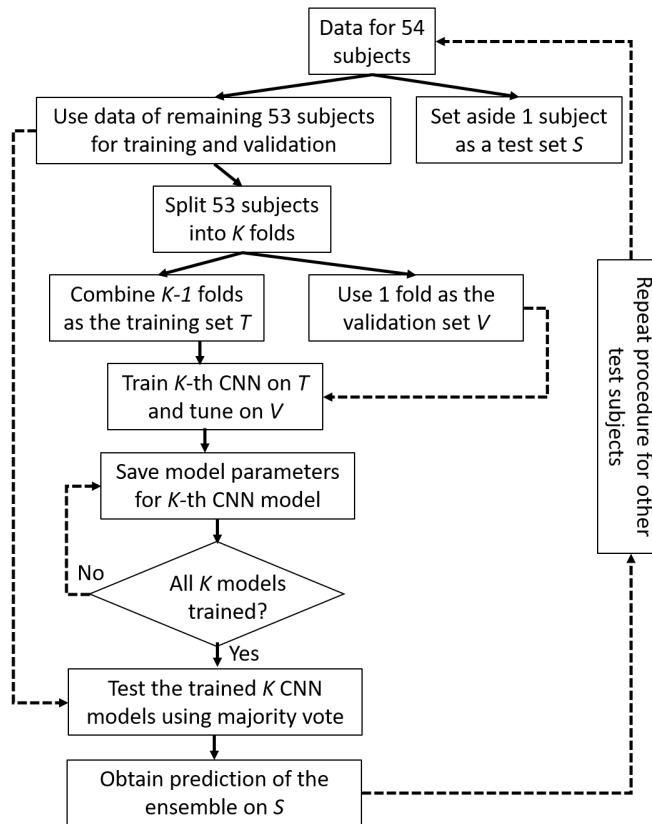 Data for 54
subjects
Use data of remaining 53 subjects
for training and validation
Set aside 1 subject
as a test set S
Split 53 subjects
into K folds
Combine K-1 folds
as the training set T
Use 1 fold as the
validation set V
Repeat procedure for other
test subjects
Train K-th CNN on T
and tune on V
Save model parameters
for K-th CNN model
No
All K models
trained?
Yes
Test the trained K CNN
models using majority vote
Obtain prediction of the
ensemble on S